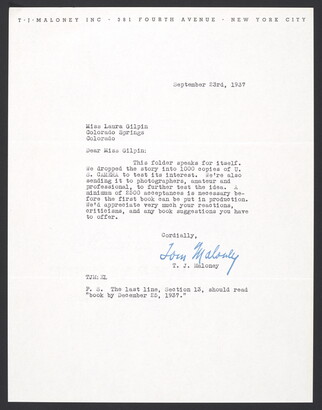 T·J·MALONEY INC - 381 FOURTH AVENUE - NEW YORK CITY
September 23rd, 1937
Miss Laura Gilpin
Colorado Springs
Colorado
Dear Miss Gilpin:
This folder speaks for itself.
We dropped the story into 1000 copies of U.
S. CAMERA to test its interest. We're also
sending it to photographers, amateur and
professional, to further test the idea. A
minimum of 2500 acceptances is necessary be-
fore the first book can be put in production.
We'd appreciate very much your reactions,
criticisms, and any book suggestions you have
to offer.
Cordially,
Tom Maloney
T. J. Maloney
P. S. The last line, Section 13, should read
"book by December 25, 1937."